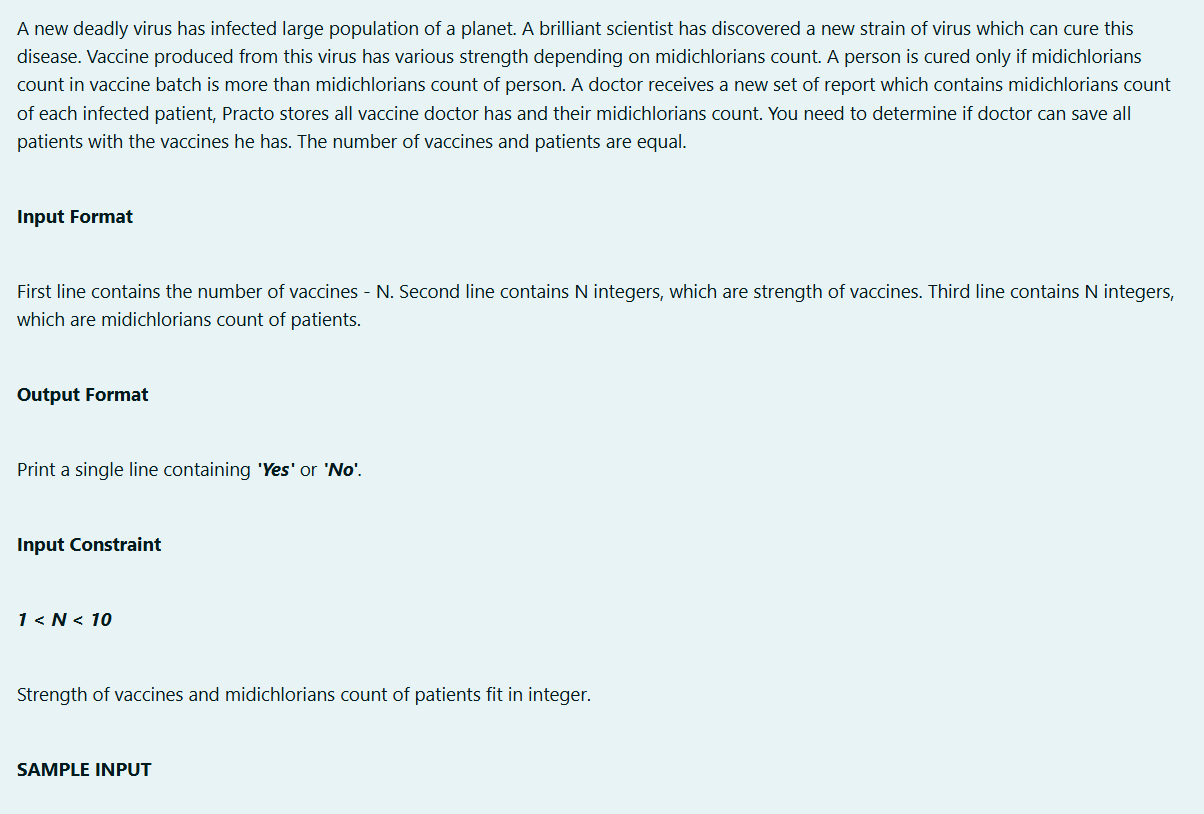 A new deadly virus has infected large population of a planet. A brilliant scientist has discovered a new strain of virus which can cure this
disease. Vaccine produced from this virus has various strength depending on midichlorians count. A person is cured only if midichlorians
count in vaccine batch is more than midichlorians count of person. A doctor receives a new set of report which contains midichlorians count
of each infected patient, Practo stores all vaccine doctor has and their midichlorians count. You need to determine if doctor can save all
patients with the vaccines he has. The number of vaccines and patients are equal.
Input Format
First line contains the number of vaccines - N. Second line contains N integers, which are strength of vaccines. Third line contains N integers,
which are midichlorians count of patients.
Output Format
Print a single line containing 'Yes' or 'No'.
Input Constraint
1 < N < 10
Strength of vaccines and midichlorians count of patients fit in integer.
SAMPLE INPUT